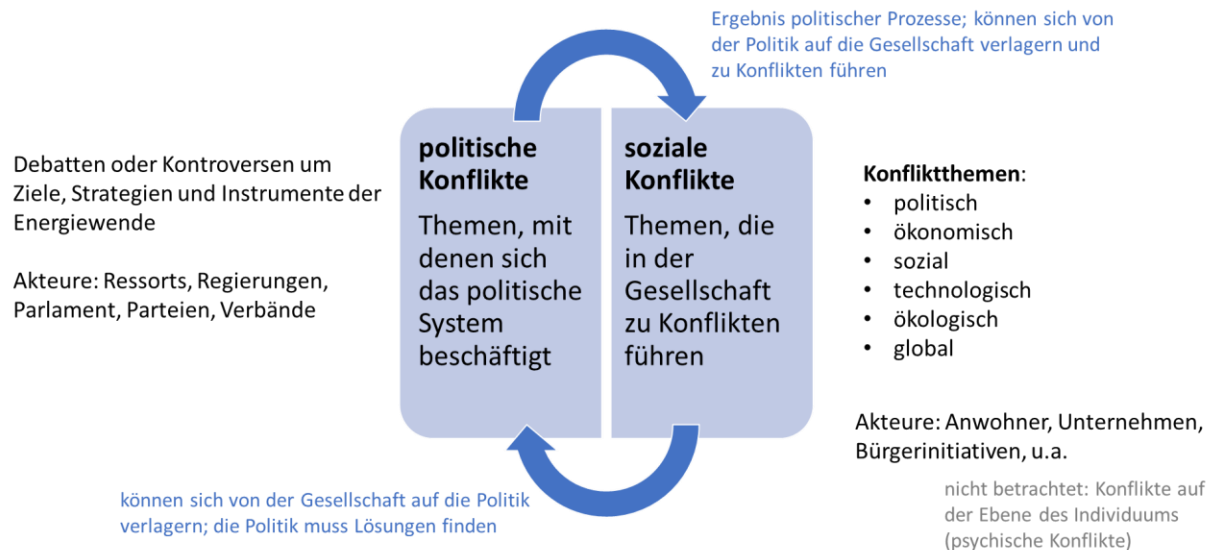 Ergebnis politischer Prozesse; können sich von
der Politik auf die Gesellschaft verlagern und
zu Konflikten führen
Debatten oder Kontroversen um
Ziele, Strategien und Instrumente der
Energiewende
Akteure: Ressorts, Regierungen,
Parlament, Parteien, Verbände
politische
Konflikte
Themen, mit
denen sich
das politische
System
beschäftigt
soziale
Konflikte
Themen, die
in der
Gesellschaft
zu Konflikten
führen
Konfliktthemen:
• politisch
• ökonomisch
• sozial
• technologisch
• ökologisch
• global
Akteure: Anwohner, Unternehmen,
Bürgerinitiativen, u.a.
können sich von der Gesellschaft auf die Politik
verlagern; die Politik muss Lösungen finden
nicht betrachtet: Konflikte auf
der Ebene des Individuums
(psychische Konflikte)